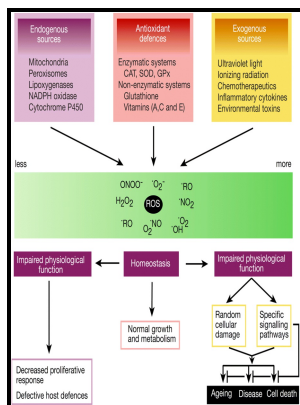 Endogenous
sources
Antioxidant
defences
Exogenous
sources
Mitochondria
Peroxisomes
Lipoxygenases
NADPH oxidase
Cytochrome P450
Enzymatic systems
CAT, SOD, GPx
Non-enzymatic systems
Glutathione
Vitamins (A,C and E)
Ultraviolet light
Ionizing radiation
Chemotherapeutics
Inflammatory cytokines
Environmental toxins
less
more
ONOO⁻ ˙O₂⁻ ˙RO
H₂O₂ ROS ˙NO₂
˙RO O₂˙NO ˙OH ˙O₂
Impaired physiological
function
Homeostasis
Impaired physiological
function
Normal growth
and metabolism
Random
cellular
damage
Specific
signalling
pathways
Decreased proliferative
response
Defective host defences
Ageing Disease Cell death